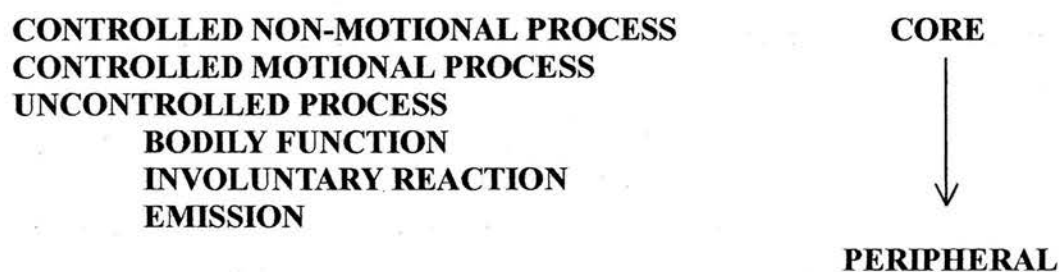 CONTROLLED NON-MOTIONAL PROCESS CORE
CONTROLLED MOTIONAL PROCESS
UNCONTROLLED PROCESS
BODILY FUNCTION
INVOLUNTARY REACTION
EMISSION
PERIPHERAL